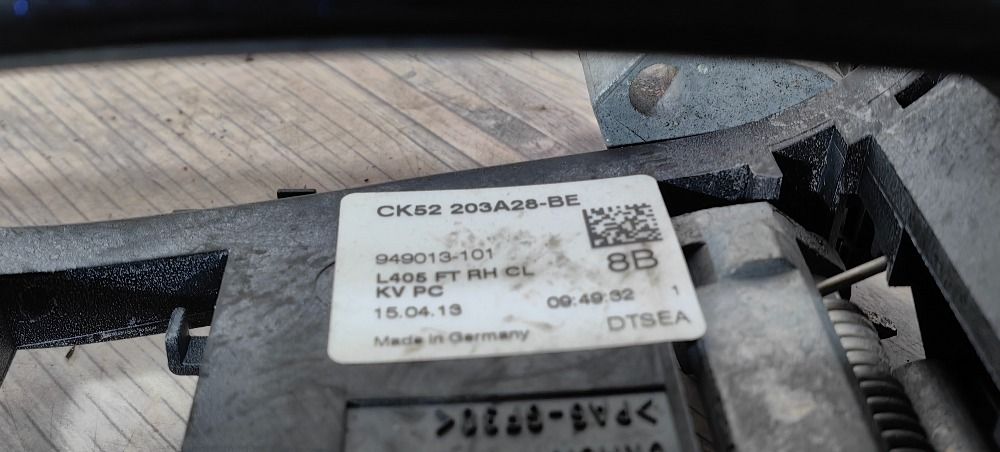 CK52 203A28-BE
949013-101
8B
L405 FT RH CL
KV PC
15.04.13 09:49:32 1
DTSEA
Made in Germany
>PA6-GF30<